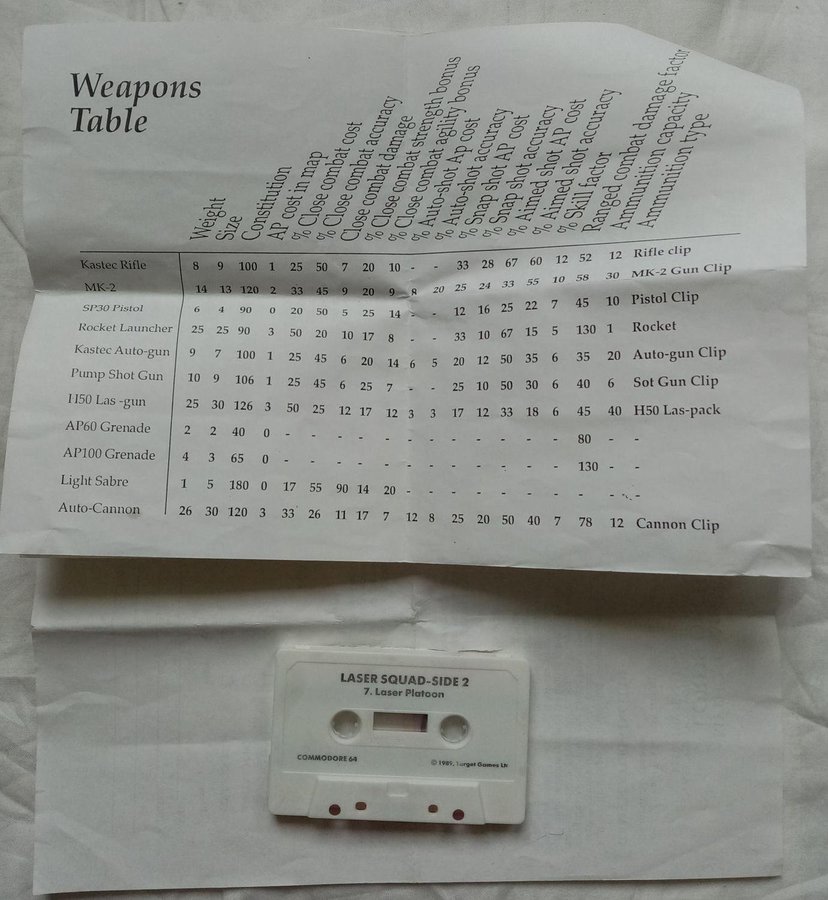 Weapons
Table
Weight
Size
Constitution
AP cost in map
% Close combat cost
% Close combat accuracy
Close combat damage
% Close combat strength bonus
% Close combat agility bonus
% Auto-shot Ap cost
% Auto-shot accuracy
% Snap shot AP cost
% Snap shot accuracy
% Aimed shot AP cost
% Aimed shot accuracy
% Skill factor
Ranged combat damage factor
Ammunition capacity
Ammunition type
Kastec Rifle 8 9 100 1 25 50 7 20 10 - - 33 28 67 60 12 52 12 Rifle clip
MK-2 14 13 120 2 33 45 9 20 9 8 20 25 24 33 55 10 58 30 MK-2 Gun Clip
SP30 Pistol 6 4 90 0 20 50 5 25 14 - - 12 16 25 22 7 45 10 Pistol Clip
Rocket Launcher 25 25 90 3 50 20 10 17 8 - - 33 10 67 15 5 130 1 Rocket
Kastec Auto-gun 9 7 100 1 25 45 6 20 14 6 5 20 12 50 35 6 35 20 Auto-gun Clip
Pump Shot Gun 10 9 106 1 25 45 6 25 7 - - 25 10 50 30 6 40 6 Sot Gun Clip
H50 Las -gun 25 30 126 3 50 25 12 17 12 3 3 17 12 33 18 6 45 40 H50 Las-pack
AP60 Grenade 2 2 40 0 - - - - - - - - - - - - 80 - -
AP100 Grenade 4 3 65 0 - - - - - - - - - - - - 130 - -
Light Sabre 1 5 180 0 17 55 90 14 20 - - - - - - - - - -
Auto-Cannon 26 30 120 3 33 26 11 17 7 12 8 25 20 50 40 7 78 12 Cannon Clip
LASER SQUAD-SIDE 2
7. Laser Platoon
COMMODORE 64
© 1989, Target Games Ltd